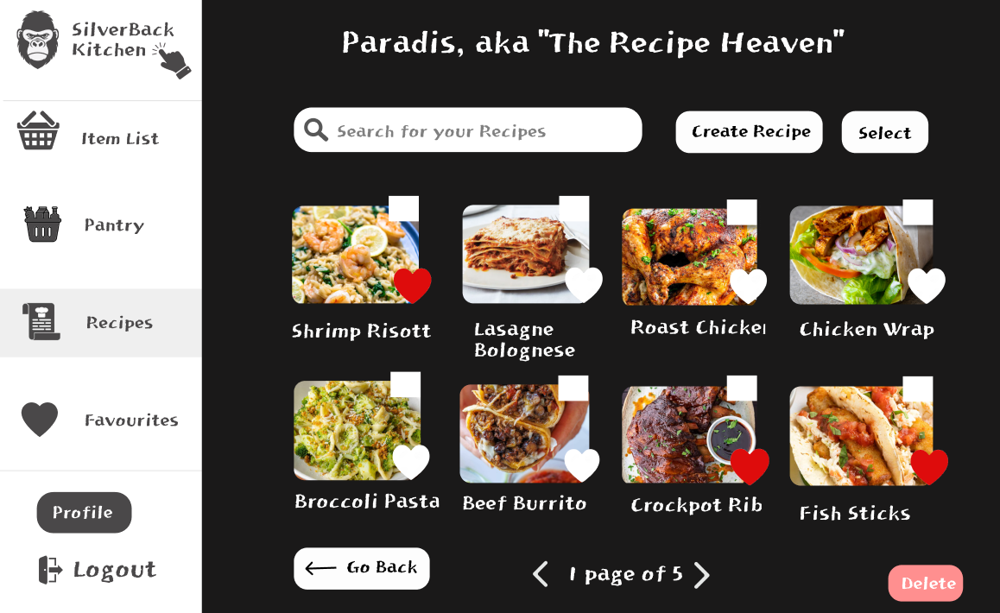 SilverBack
Kitchen
Paradis, aka "The Recipe Heaven"
Item List
Search for your Recipes
Create Recipe
Select
Pantry
Recipes
Shrimp Risott
Lasagne
Bolognese
Roast Chicken
Chicken Wrap
Favourites
Broccoli Pasta
Beef Burrito
Crockpot Rib
Fish Sticks
Profile
Logout
Go Back
1 page of 5
Delete